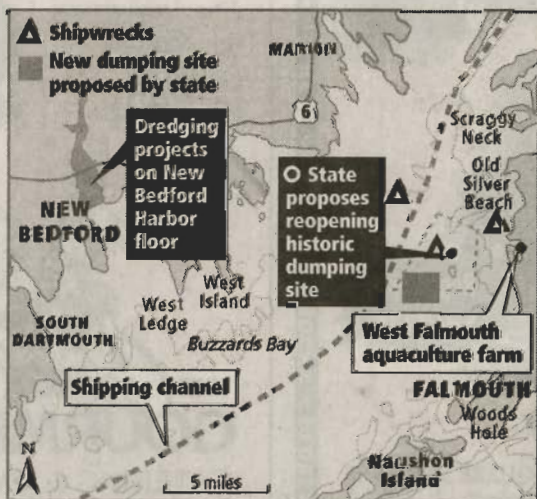 Shipwrecks
New dumping site
proposed by state
MARION
6
Scraggy
Neck
Dredging
projects
on New
Bedford
Harbor
floor
State
proposes
reopening
historic
dumping
site
Old
Silver
Beach
NEW
BEDFORD
West
Island
West
Ledge
SOUTH
DARTMOUTH
Buzzards Bay
West Falmouth
aquaculture farm
Shipping channel
FALMOUTH
Woods
Hole
N
5 miles
Naushon
Island